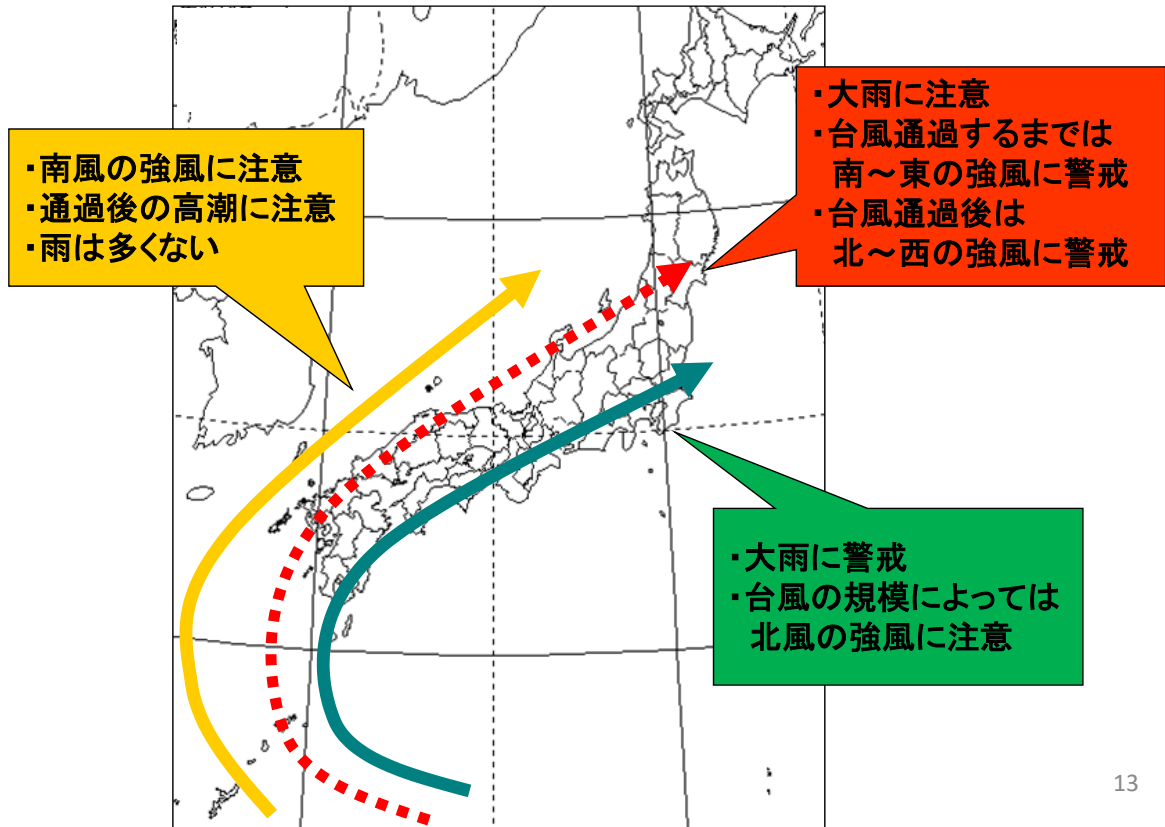 ・南風の強風に注意
・通過後の高潮に注意
・雨は多くない
・大雨に注意
・台風通過するまでは
南～東の強風に警戒
・台風通過後は
北～西の強風に警戒
・大雨に警戒
・台風の規模によっては
北風の強風に注意
13